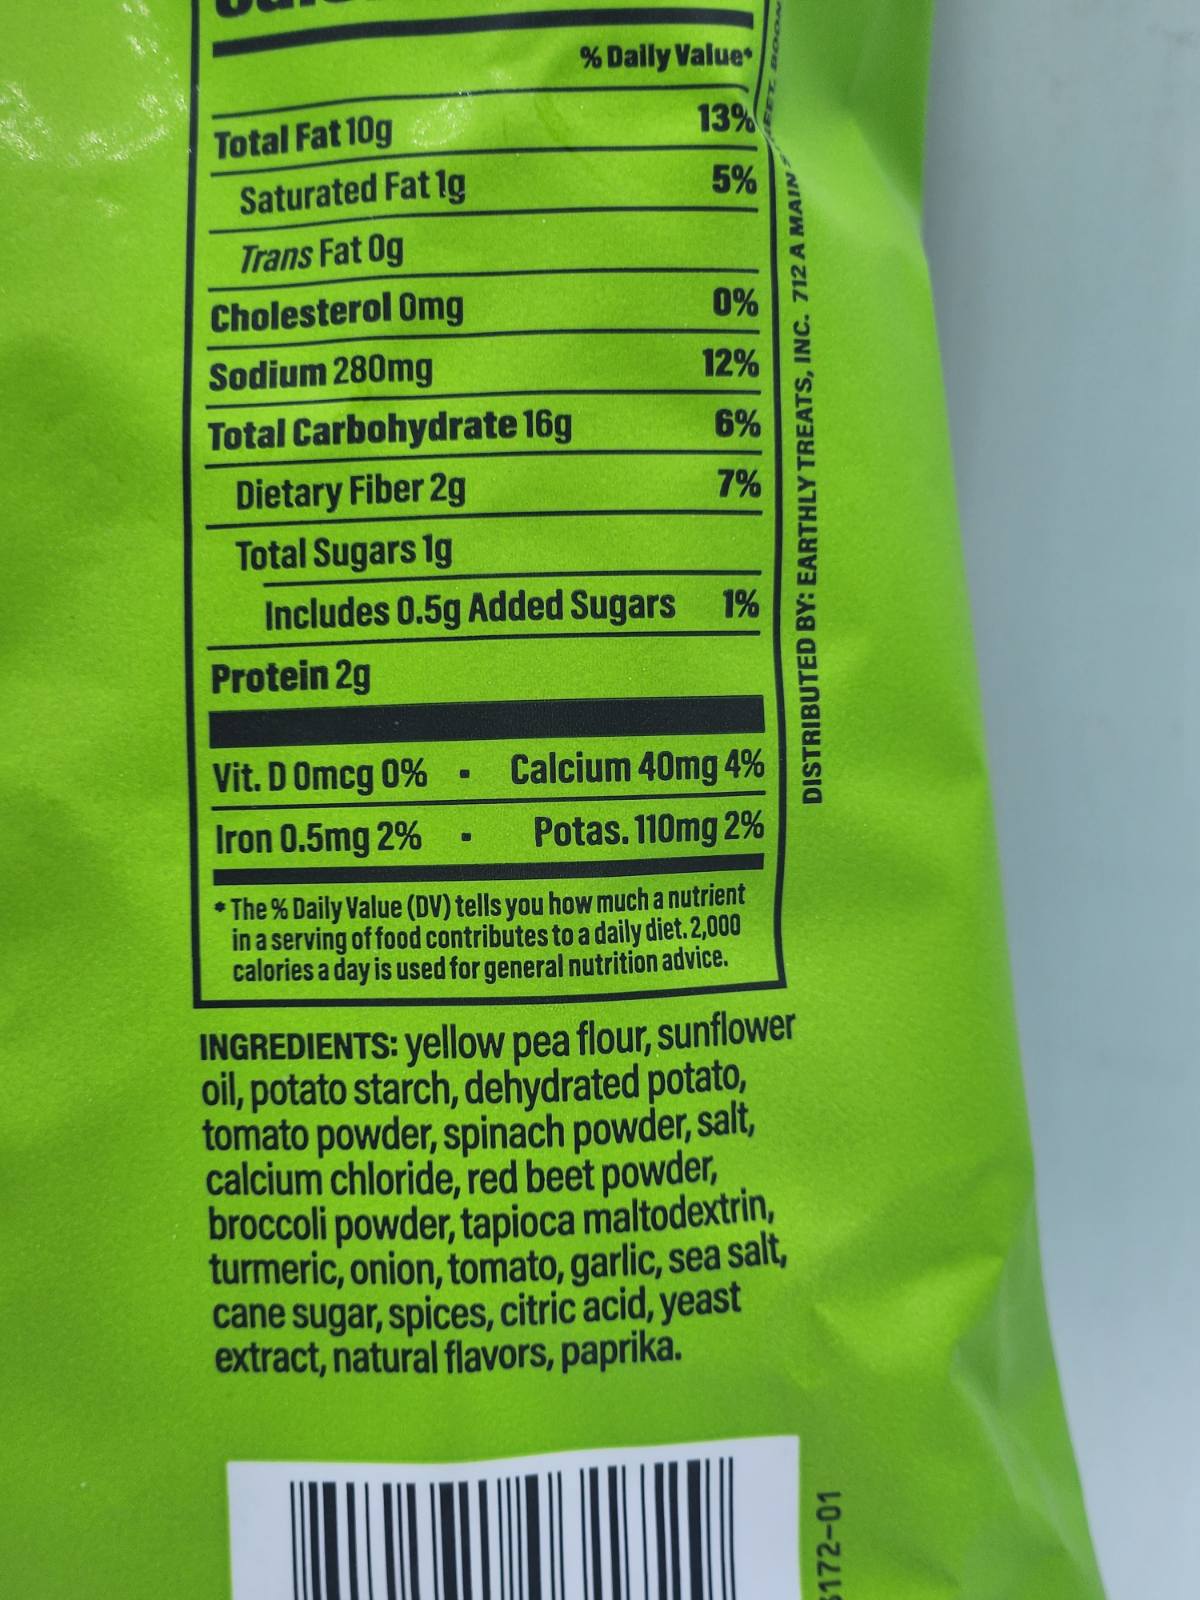 % Daily Value*
Total Fat 10g 13%
Saturated Fat 1g 5%
Trans Fat 0g
Cholesterol 0mg 0%
Sodium 280mg 12%
Total Carbohydrate 16g 6%
Dietary Fiber 2g 7%
Total Sugars 1g
Includes 0.5g Added Sugars 1%
Protein 2g
Vit. D 0mcg 0% • Calcium 40mg 4%
Iron 0.5mg 2% • Potas. 110mg 2%
* The % Daily Value (DV) tells you how much a nutrient
in a serving of food contributes to a daily diet. 2,000
calories a day is used for general nutrition advice.
INGREDIENTS: yellow pea flour, sunflower
oil, potato starch, dehydrated potato,
tomato powder, spinach powder, salt,
calcium chloride, red beet powder,
broccoli powder, tapioca maltodextrin,
turmeric, onion, tomato, garlic, sea salt,
cane sugar, spices, citric acid, yeast
extract, natural flavors, paprika.
DISTRIBUTED BY: EARTHLY TREATS, INC. 712 A MAIN
172-01